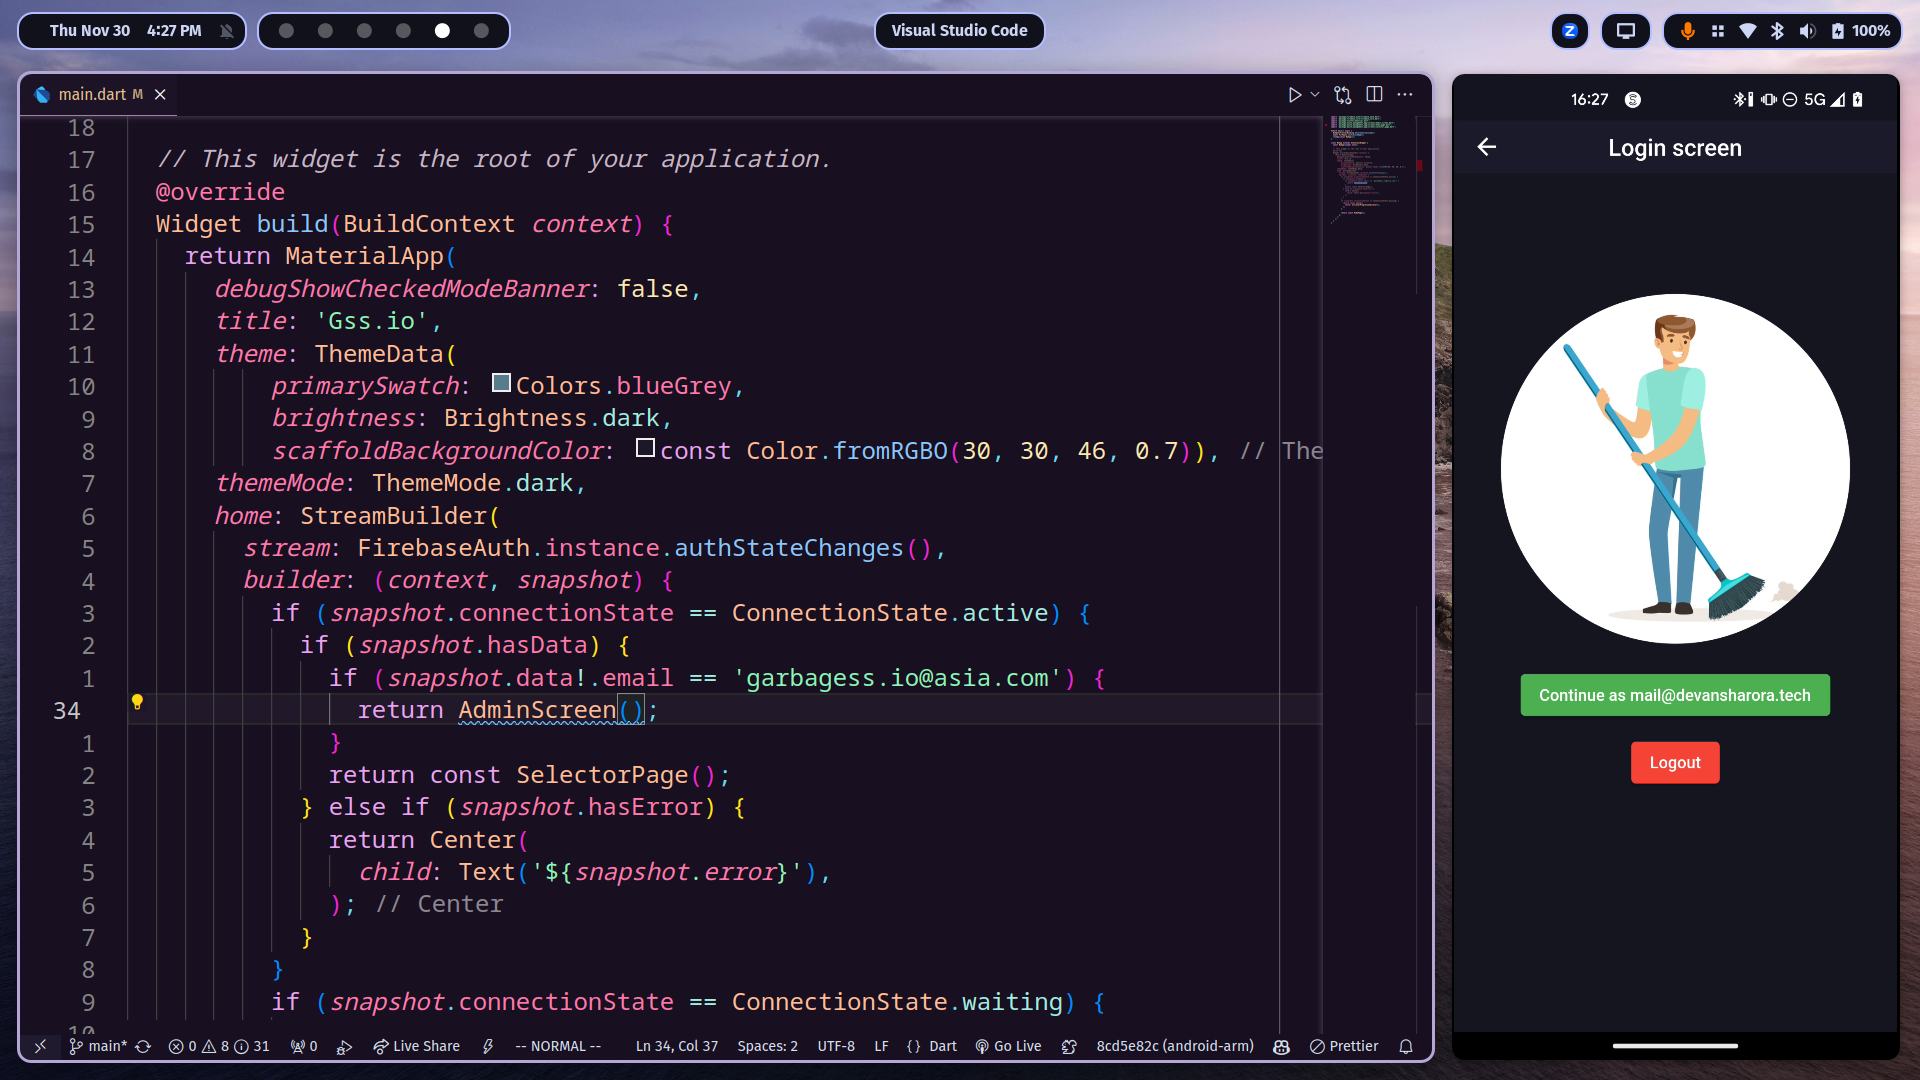 Thu Nov 30 4:27 PM
Visual Studio Code
Z
100%
main.dart M
18
17 // This widget is the root of your application.
16 @override
15 Widget build(BuildContext context) {
14 return MaterialApp(
13 debugShowCheckedModeBanner: false,
12 title: 'Gss.io',
11 theme: ThemeData(
10 primarySwatch: Colors.blueGrey,
9 brightness: Brightness.dark,
8 scaffoldBackgroundColor: const Color.fromRGBO(30, 30, 46, 0.7)), // The
7 themeMode: ThemeMode.dark,
6 home: StreamBuilder(
5 stream: FirebaseAuth.instance.authStateChanges(),
4 builder: (context, snapshot) {
3 if (snapshot.connectionState == ConnectionState.active) {
2 if (snapshot.hasData) {
1 if (snapshot.data!.email == 'garbagess.io@asia.com') {
34 return AdminScreen();
1 }
2 return const SelectorPage();
3 } else if (snapshot.hasError) {
4 return Center(
5 child: Text('${snapshot.error}'),
6 ); // Center
7 }
8 }
9 if (snapshot.connectionState == ConnectionState.waiting) {
10
main* 0 8 31 0 Live Share -- NORMAL -- Ln 34, Col 37 Spaces: 2 UTF-8 LF {} Dart Go Live 8cd5e82c (android-arm) Prettier
16:27 5G
Login screen
Continue as mail@devansharora.tech
Logout